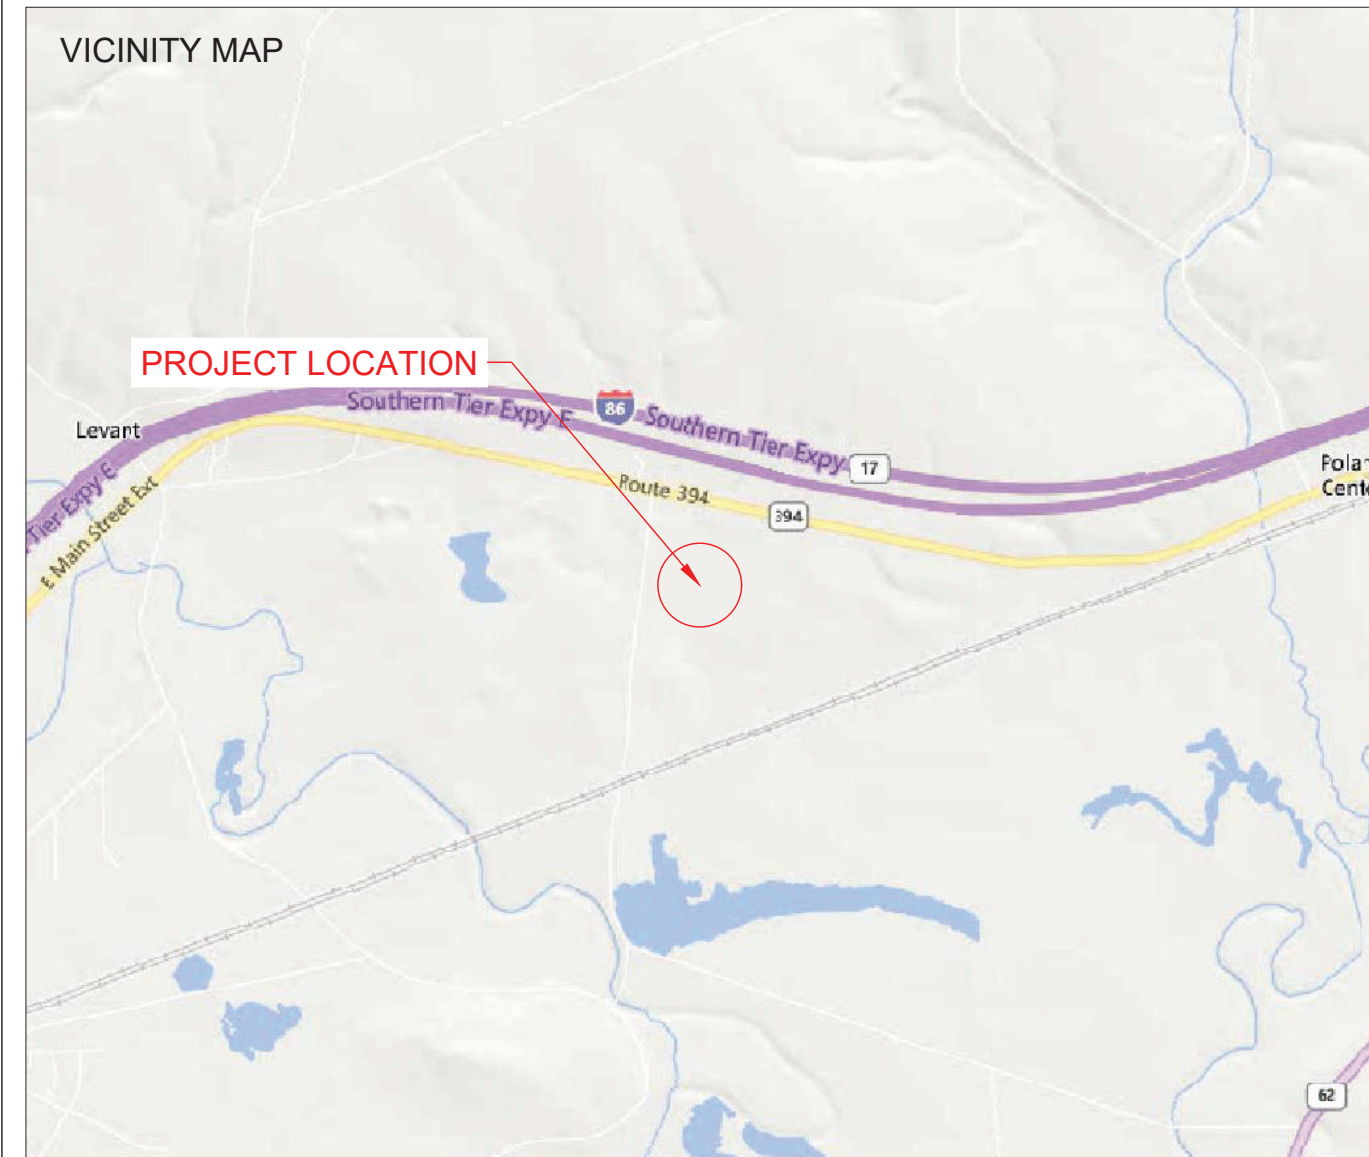 VICINITY MAP
PROJECT LOCATION
Southern Tier Expy E
86
Southern Tier Expy
17
Levant
Route 394
394
Tier Expy E
E Main Street Ext
62